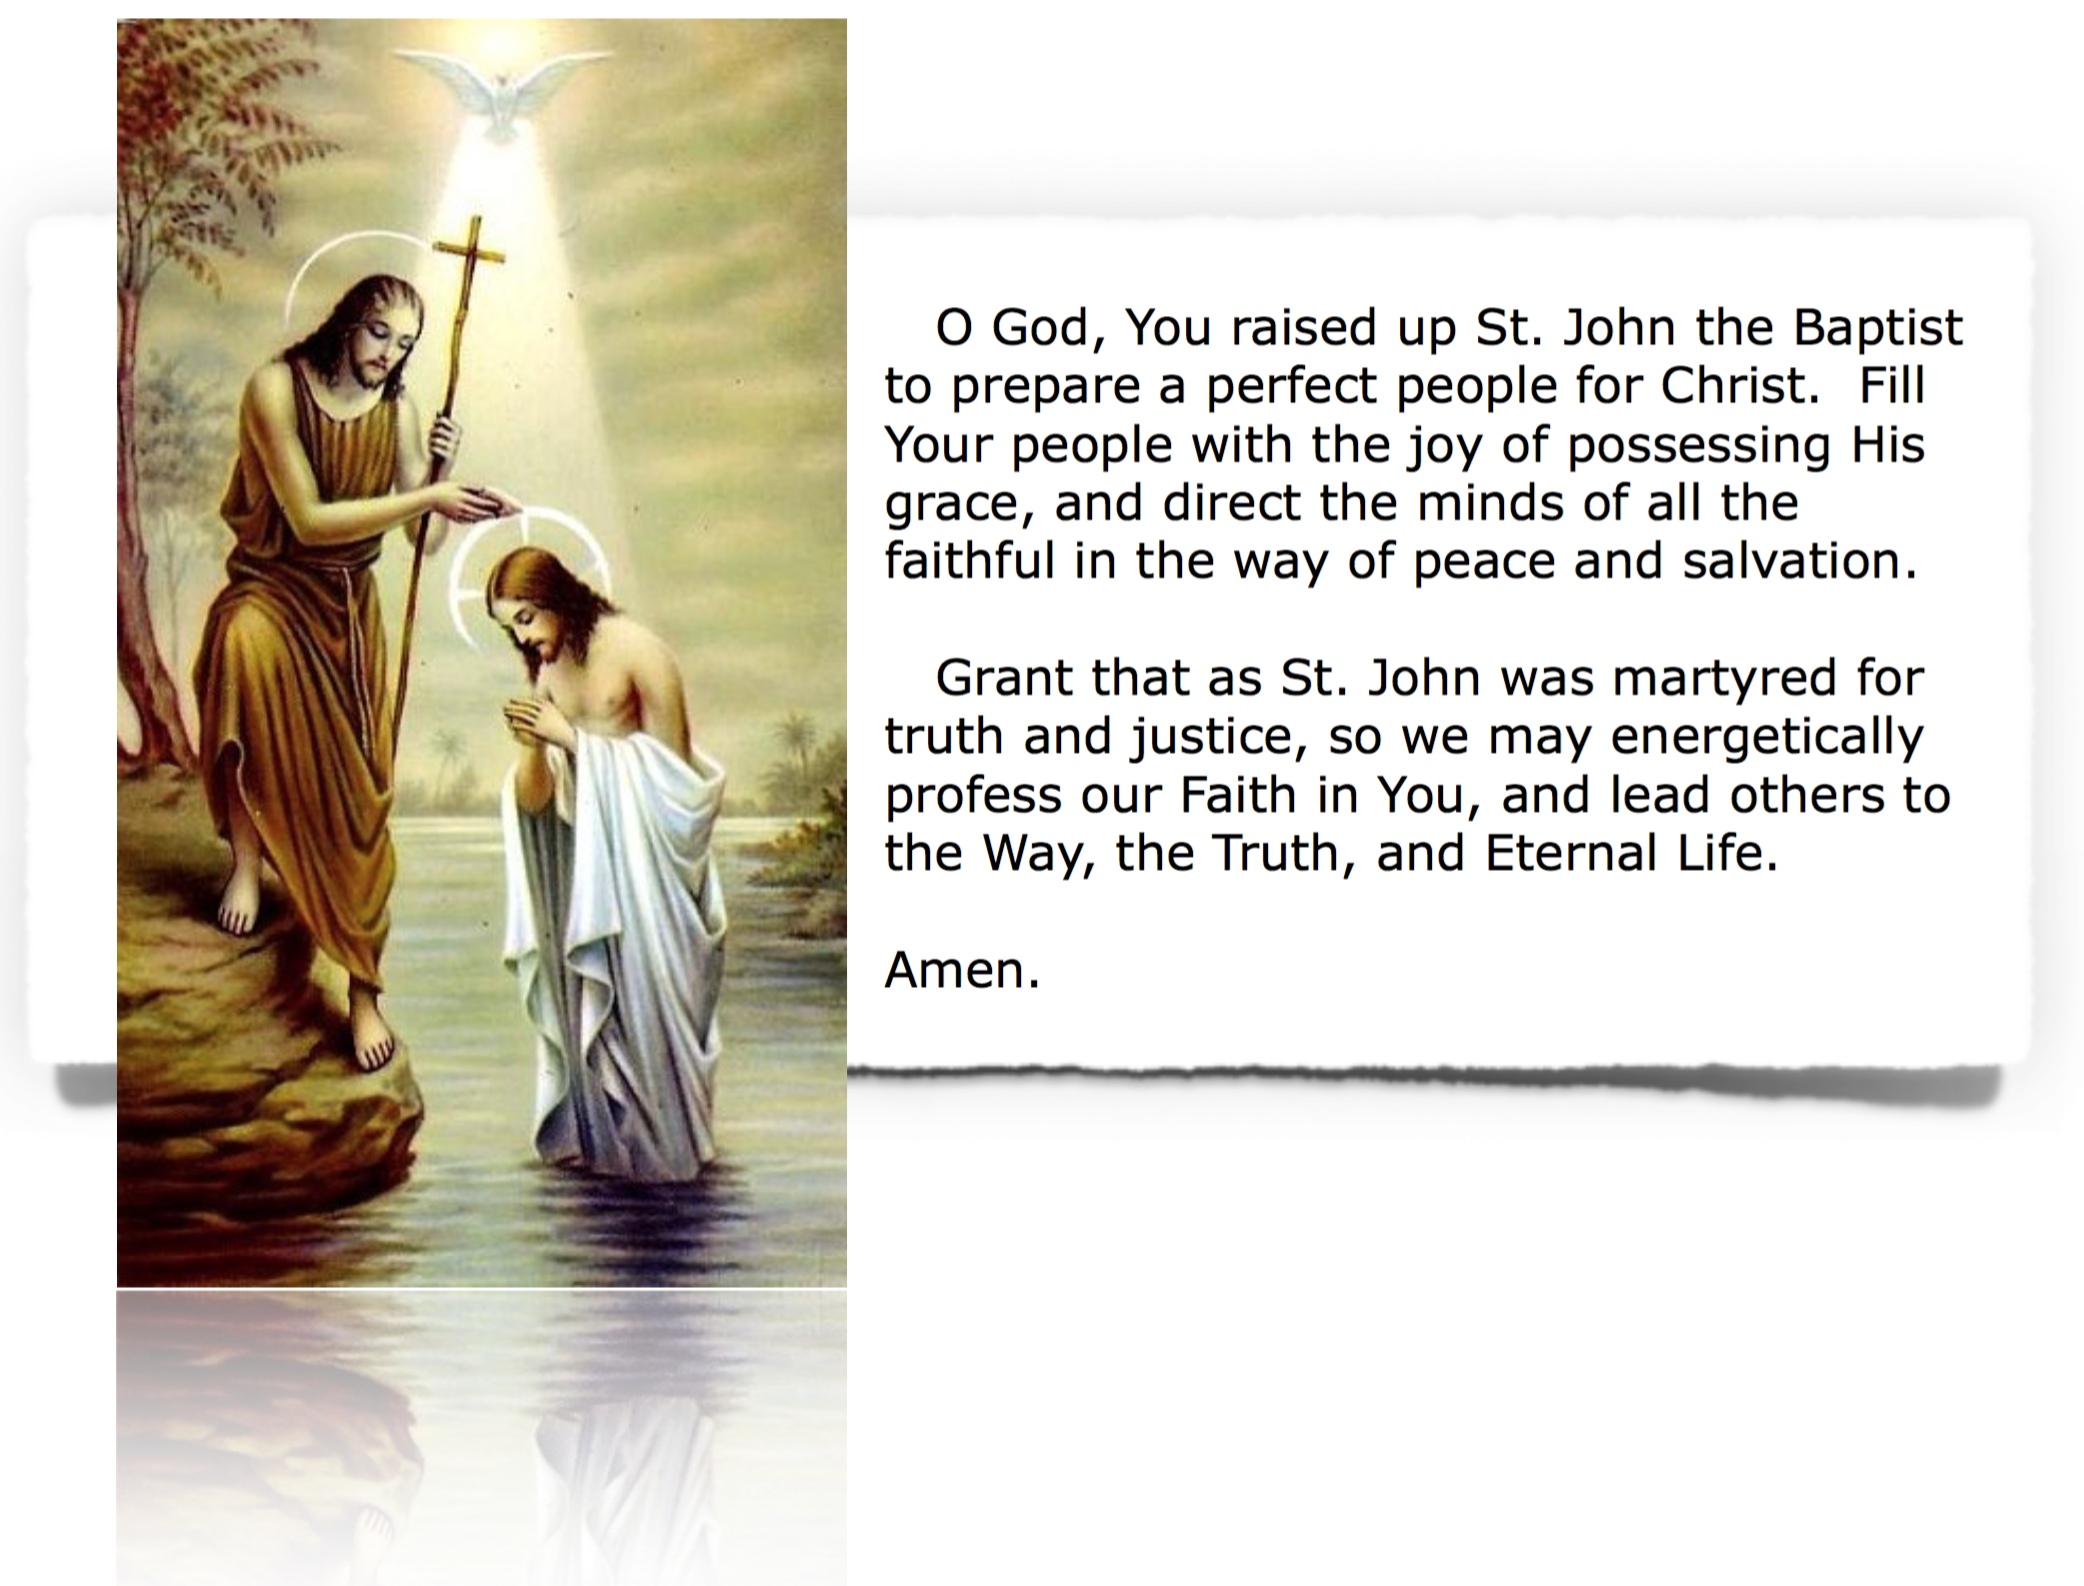 O God, You raised up St. John the Baptist
to prepare a perfect people for Christ.  Fill
Your people with the joy of possessing His
grace, and direct the minds of all the
faithful in the way of peace and salvation.
Grant that as St. John was martyred for
truth and justice, so we may energetically
profess our Faith in You, and lead others to
the Way, the Truth, and Eternal Life.
Amen.